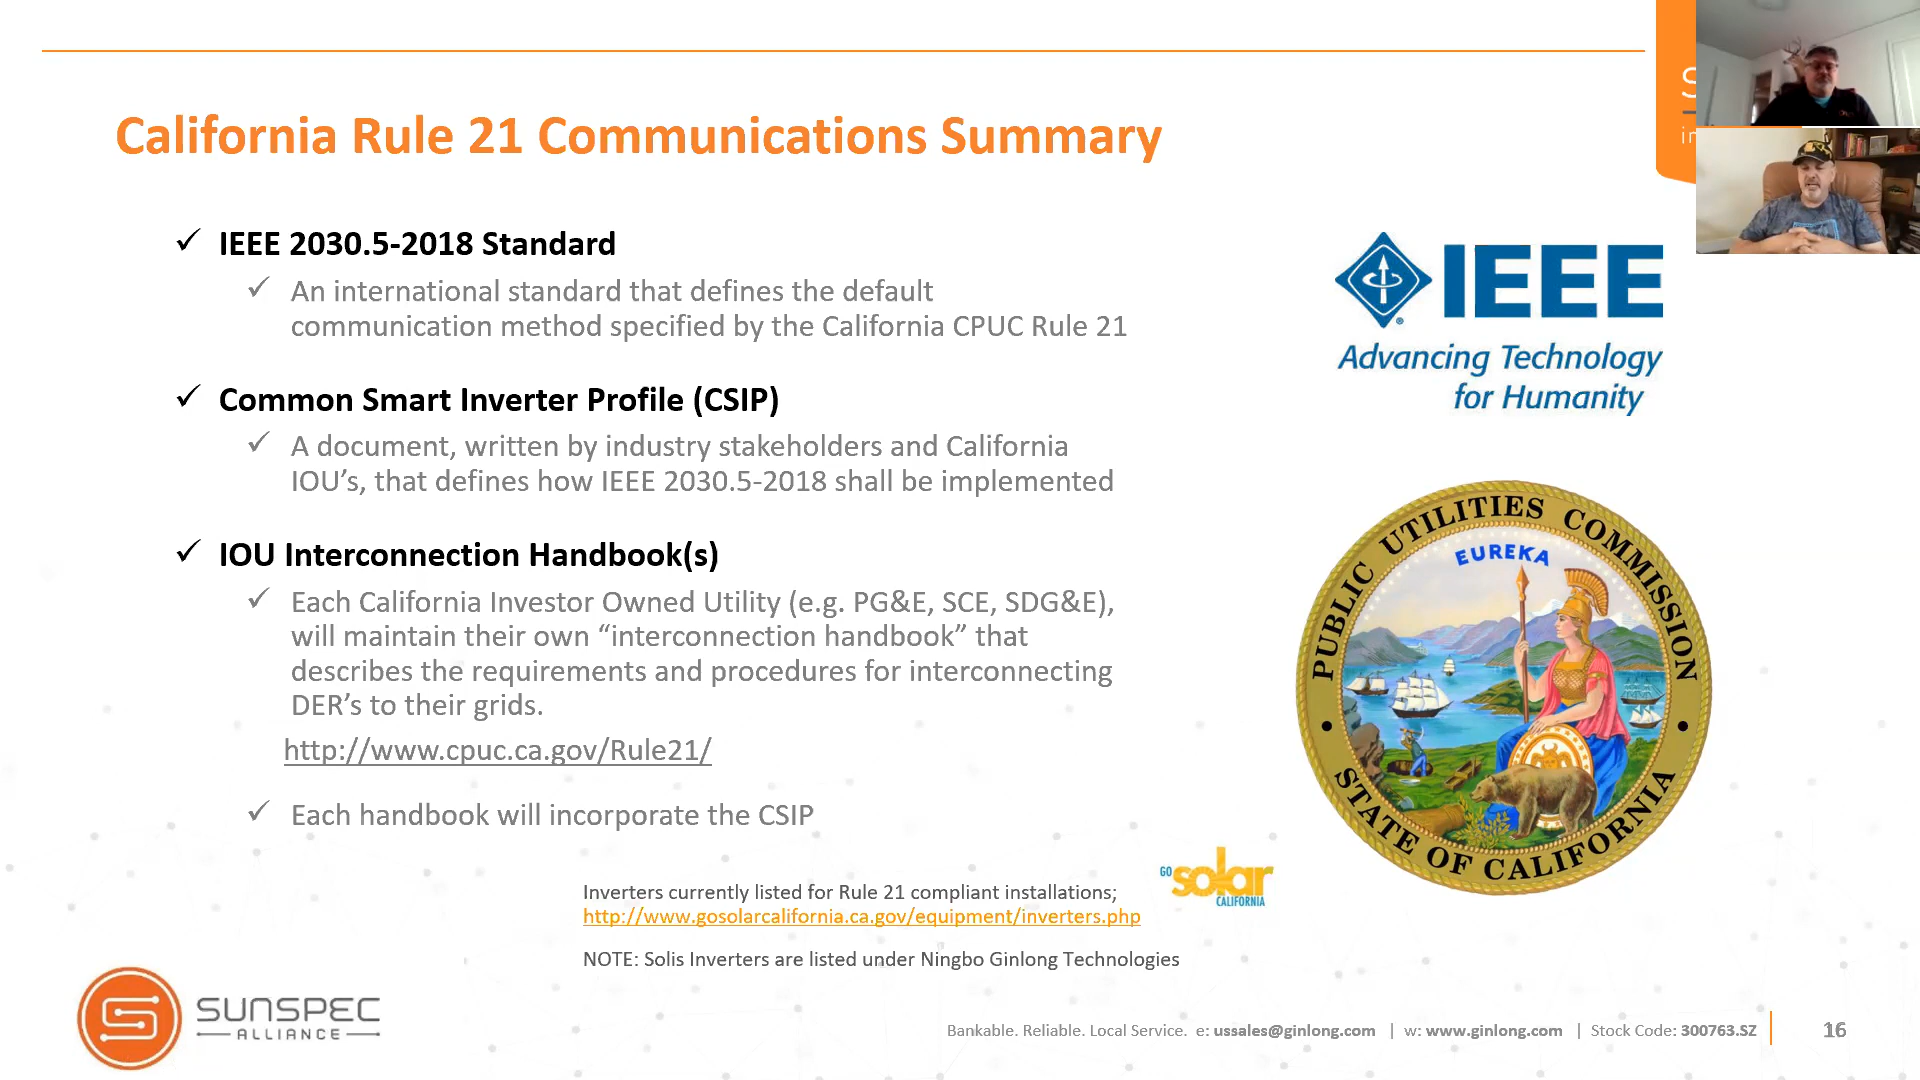 California Rule 21 Communications Summary
✓ IEEE 2030.5-2018 Standard
✓ An international standard that defines the default
communication method specified by the California CPUC Rule 21
✓ Common Smart Inverter Profile (CSIP)
✓ A document, written by industry stakeholders and California
IOU's, that defines how IEEE 2030.5-2018 shall be implemented
✓ IOU Interconnection Handbook(s)
✓ Each California Investor Owned Utility (e.g. PG&E, SCE, SDG&E),
will maintain their own “interconnection handbook” that
describes the requirements and procedures for interconnecting
DER's to their grids.
http://www.cpuc.ca.gov/Rule21/
✓ Each handbook will incorporate the CSIP
IEEE
®
Advancing Technology
for Humanity
PUBLIC UTILITIES COMMISSION
EUREKA
• STATE OF CALIFORNIA •
Inverters currently listed for Rule 21 compliant installations;
http://www.gosolarcalifornia.ca.gov/equipment/inverters.php
GO
solar
CALIFORNIA
NOTE: Solis Inverters are listed under Ningbo Ginlong Technologies
SUNSPEC
ALLIANCE
Bankable. Reliable. Local Service. e: ussales@ginlong.com | w: www.ginlong.com | Stock Code: 300763.SZ
16